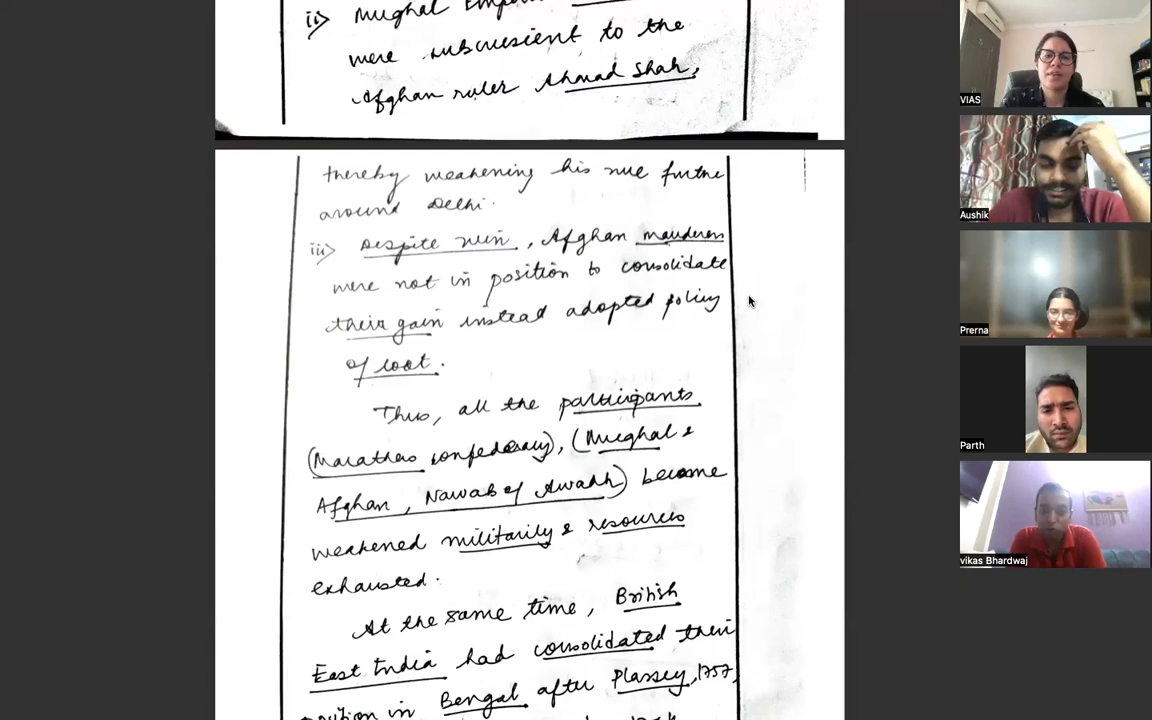 ii) Mughal
were subservient to the
Afghan ruler Ahmad Shah,
thereby weakening his rule
around Delhi.
iii) Despite win, Afghan
were not in position to consolidate
their gain instead adopted policy
of loot.
Thus, all the participants
(Marathas confederacy), (Mughal &
Afghan, Nawab of Awadh) become
weakened militarily & resources
exhausted.
At the same time, British
East India had consolidated their
in Bengal after Plassey, 1757,
VIAS
Aushik
Prerna
Parth
vikas Bhardwaj